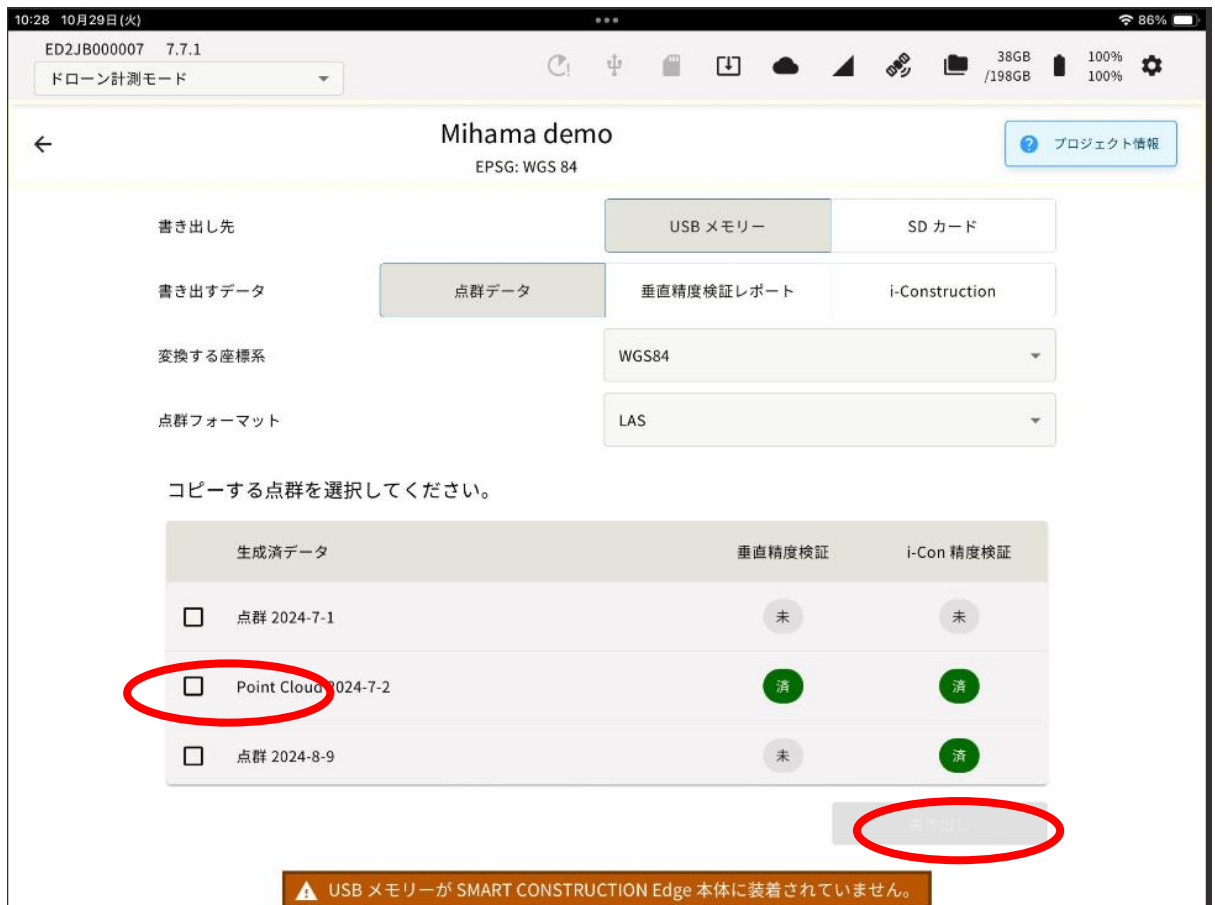 10:28 10月29日(火)
86%
ED2JB000007 7.7.1
ドローン計測モード
38GB
/198GB
100%
100%
Mihama demo
EPSG: WGS 84
プロジェクト情報
書き出し先
USB メモリー
SD カード
書き出すデータ
点群データ
垂直精度検証レポート
i-Construction
変換する座標系
WGS84
点群フォーマット
LAS
コピーする点群を選択してください。
生成済データ
垂直精度検証
i-Con 精度検証
点群 2024-7-1
未
未
Point Cloud 2024-7-2
済
済
点群 2024-8-9
未
済
書き出し
USB メモリーが SMART CONSTRUCTION Edge 本体に装着されていません。